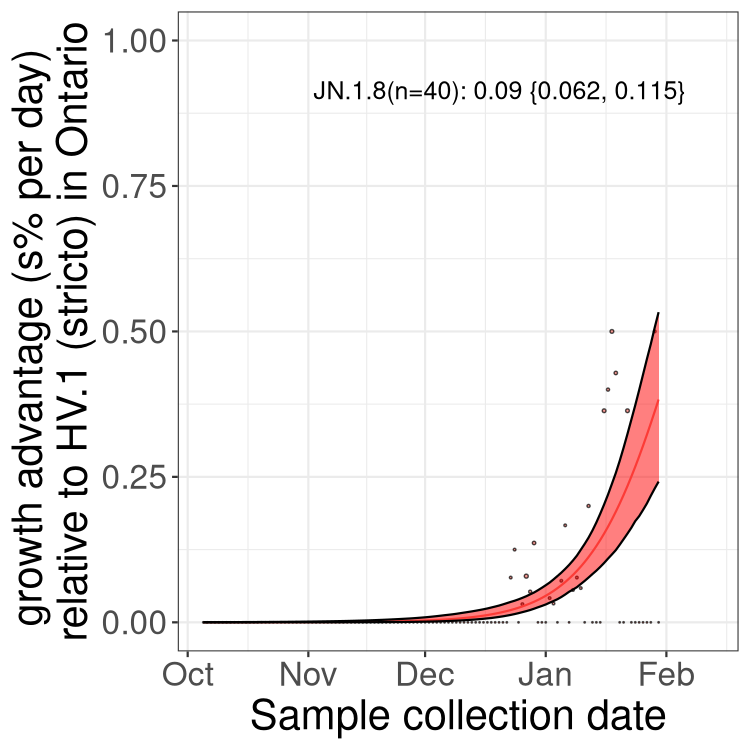 growth advantage (s% per day)
relative to HV.1 (stricto) in Ontario
1.00
0.75
0.50
0.25
0.00
JN.1.8(n=40): 0.09 {0.062, 0.115}
Oct Nov Dec Jan Feb
Sample collection date